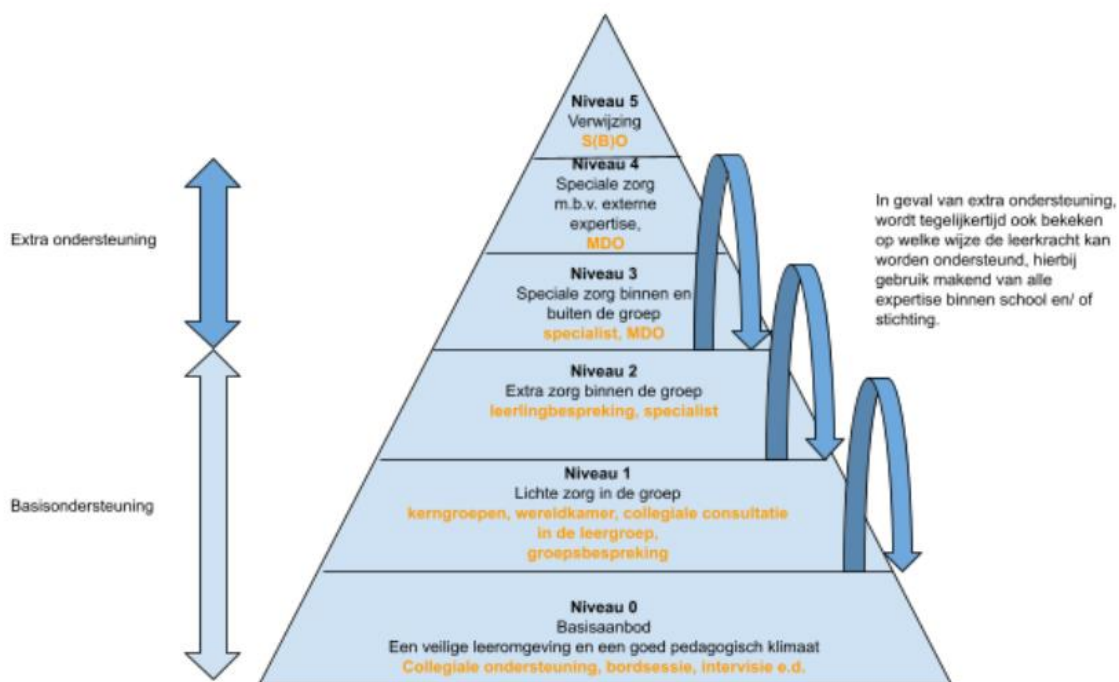 Niveau 5
Verwijzing
S(B)O
Niveau 4
Speciale zorg
m.b.v. externe
expertise,
MDO
Niveau 3
Speciale zorg binnen en
buiten de groep
specialist, MDO
Niveau 2
Extra zorg binnen de groep
leerlingbespreking, specialist
Niveau 1
Lichte zorg in de groep
kerngroepen, wereldkamer, collegiale consultatie
in de leergroep,
groepsbespreking
Niveau 0
Basisaanbod
Een veilige leeromgeving en een goed pedagogisch klimaat
Collegiale ondersteuning, bordsessie, intervisie e.d.
Extra ondersteuning
Basisondersteuning
In geval van extra ondersteuning,
wordt tegelijkertijd ook bekeken
op welke wijze de leerkracht kan
worden ondersteund, hierbij
gebruik makend van alle
expertise binnen school en/ of
stichting.